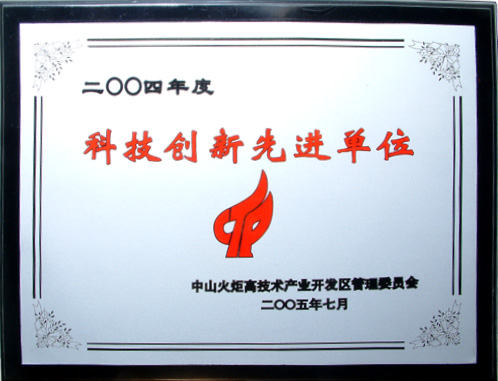 二〇〇四年度
科技创新先进单位
中山火炬高技术产业开发区管理委员会
二〇〇五年七月